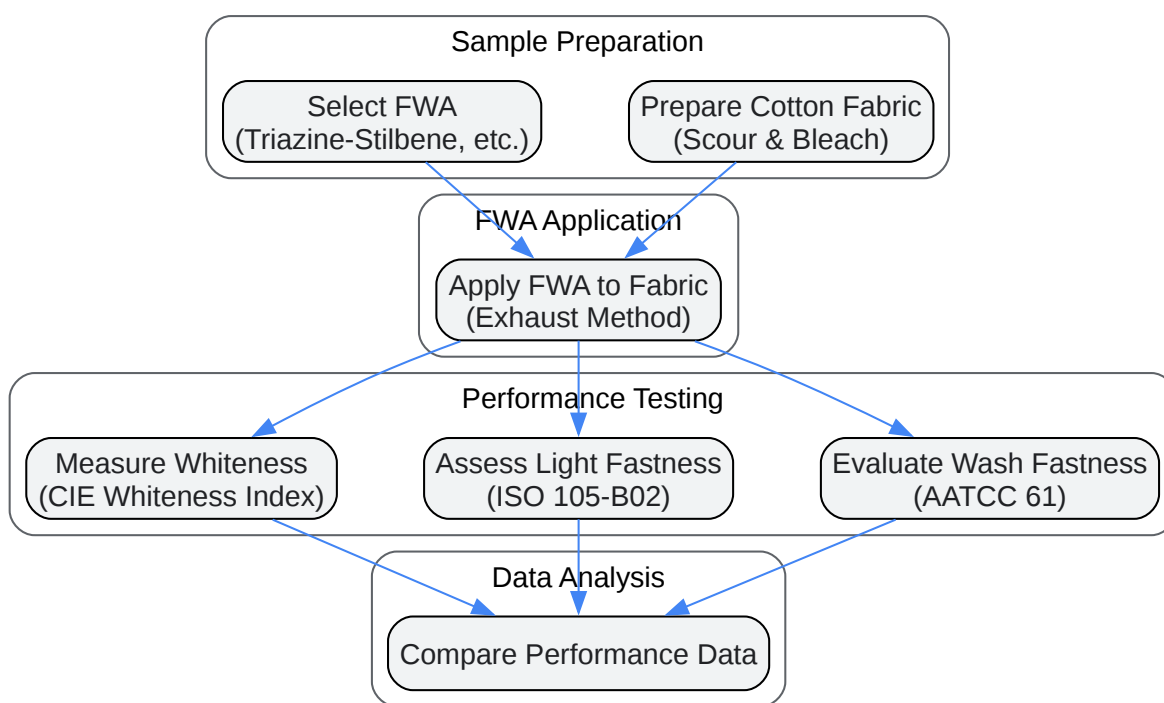 Sample Preparation
Select FWA
(Triazine-Stilbene, etc.)
Prepare Cotton Fabric
(Scour & Bleach)
FWA Application
Apply FWA to Fabric
(Exhaust Method)
Performance Testing
Measure Whiteness
(CIE Whiteness Index)
Assess Light Fastness
(ISO 105-B02)
Evaluate Wash Fastness
(AATCC 61)
Data Analysis
Compare Performance Data